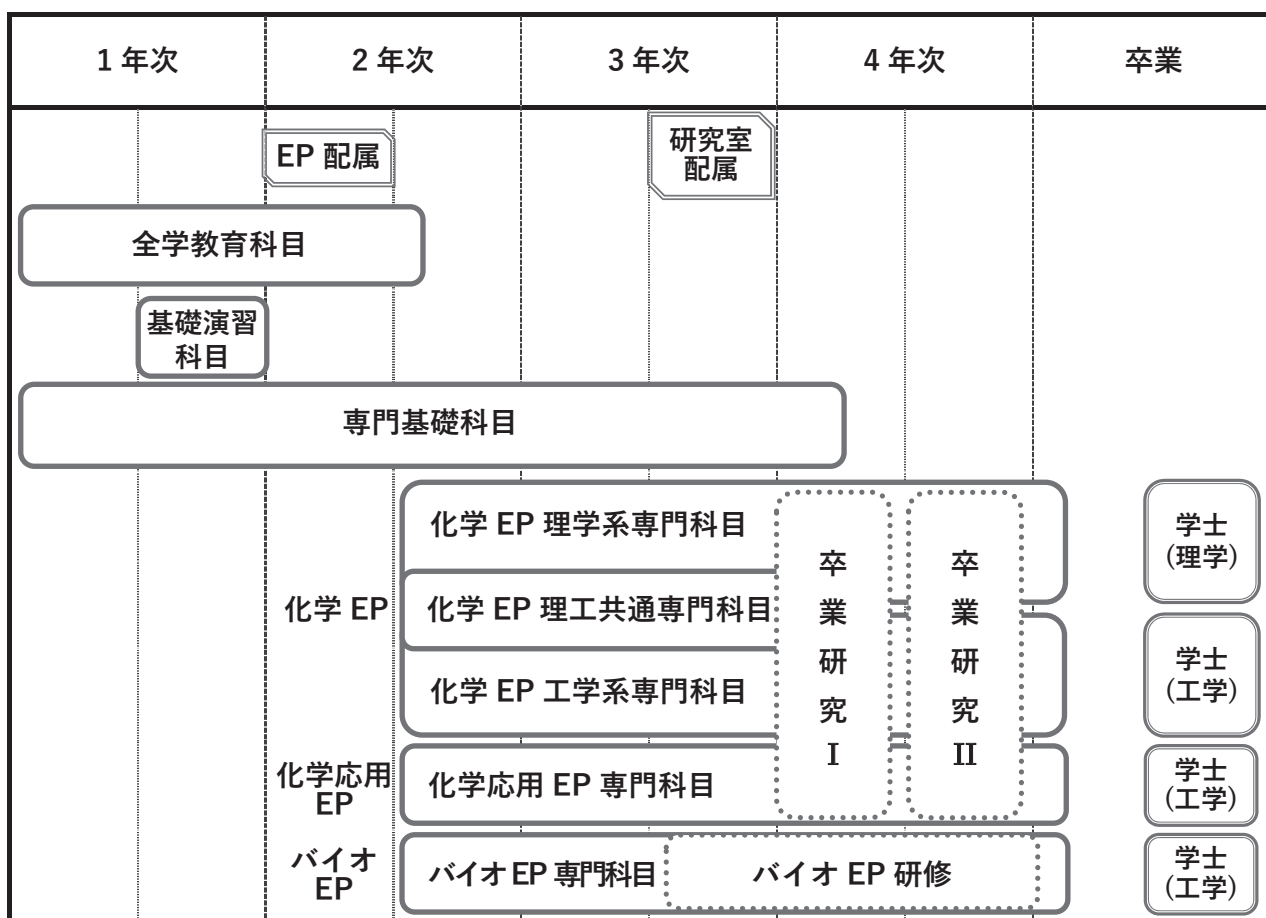 1 年次
2 年次
3 年次
4 年次
卒業
EP 配属
研究室
配属
全学教育科目
基礎演習
科目
専門基礎科目
化学 EP
化学 EP 理学系専門科目
化学 EP 理工共通専門科目
化学 EP 工学系専門科目
卒業研究 I
卒業研究 II
学士
(理学)
学士
(工学)
化学応用
EP
化学応用 EP 専門科目
学士
(工学)
バイオ
EP
バイオ EP 専門科目
バイオ EP 研修
学士
(工学)